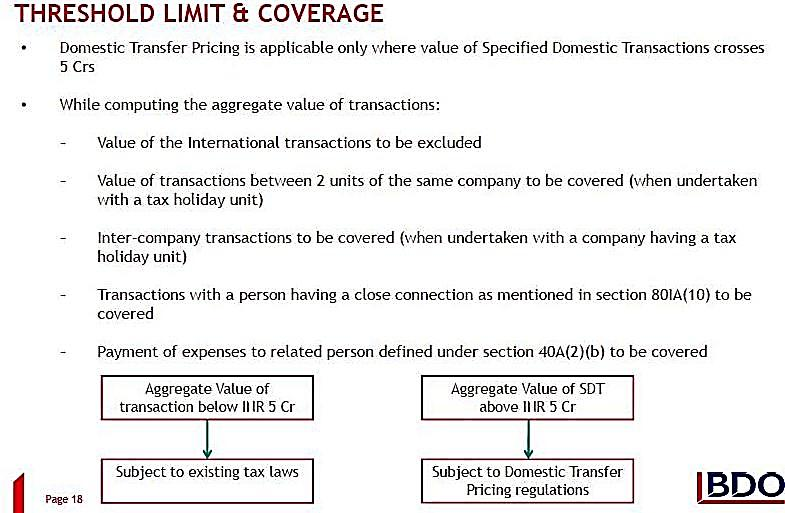 THRESHOLD LIMIT & COVERAGE
• Domestic Transfer Pricing is applicable only where value of Specified Domestic Transactions crosses
5 Crs
• While computing the aggregate value of transactions:
– Value of the International transactions to be excluded
– Value of transactions between 2 units of the same company to be covered (when undertaken
with a tax holiday unit)
– Inter-company transactions to be covered (when undertaken with a company having a tax
holiday unit)
– Transactions with a person having a close connection as mentioned in section 80IA(10) to be
covered
– Payment of expenses to related person defined under section 40A(2)(b) to be covered
Aggregate Value of
transaction below INR 5 Cr
Aggregate Value of SDT
above INR 5 Cr
Subject to existing tax laws
Subject to Domestic Transfer
Pricing regulations
Page 18
BDO